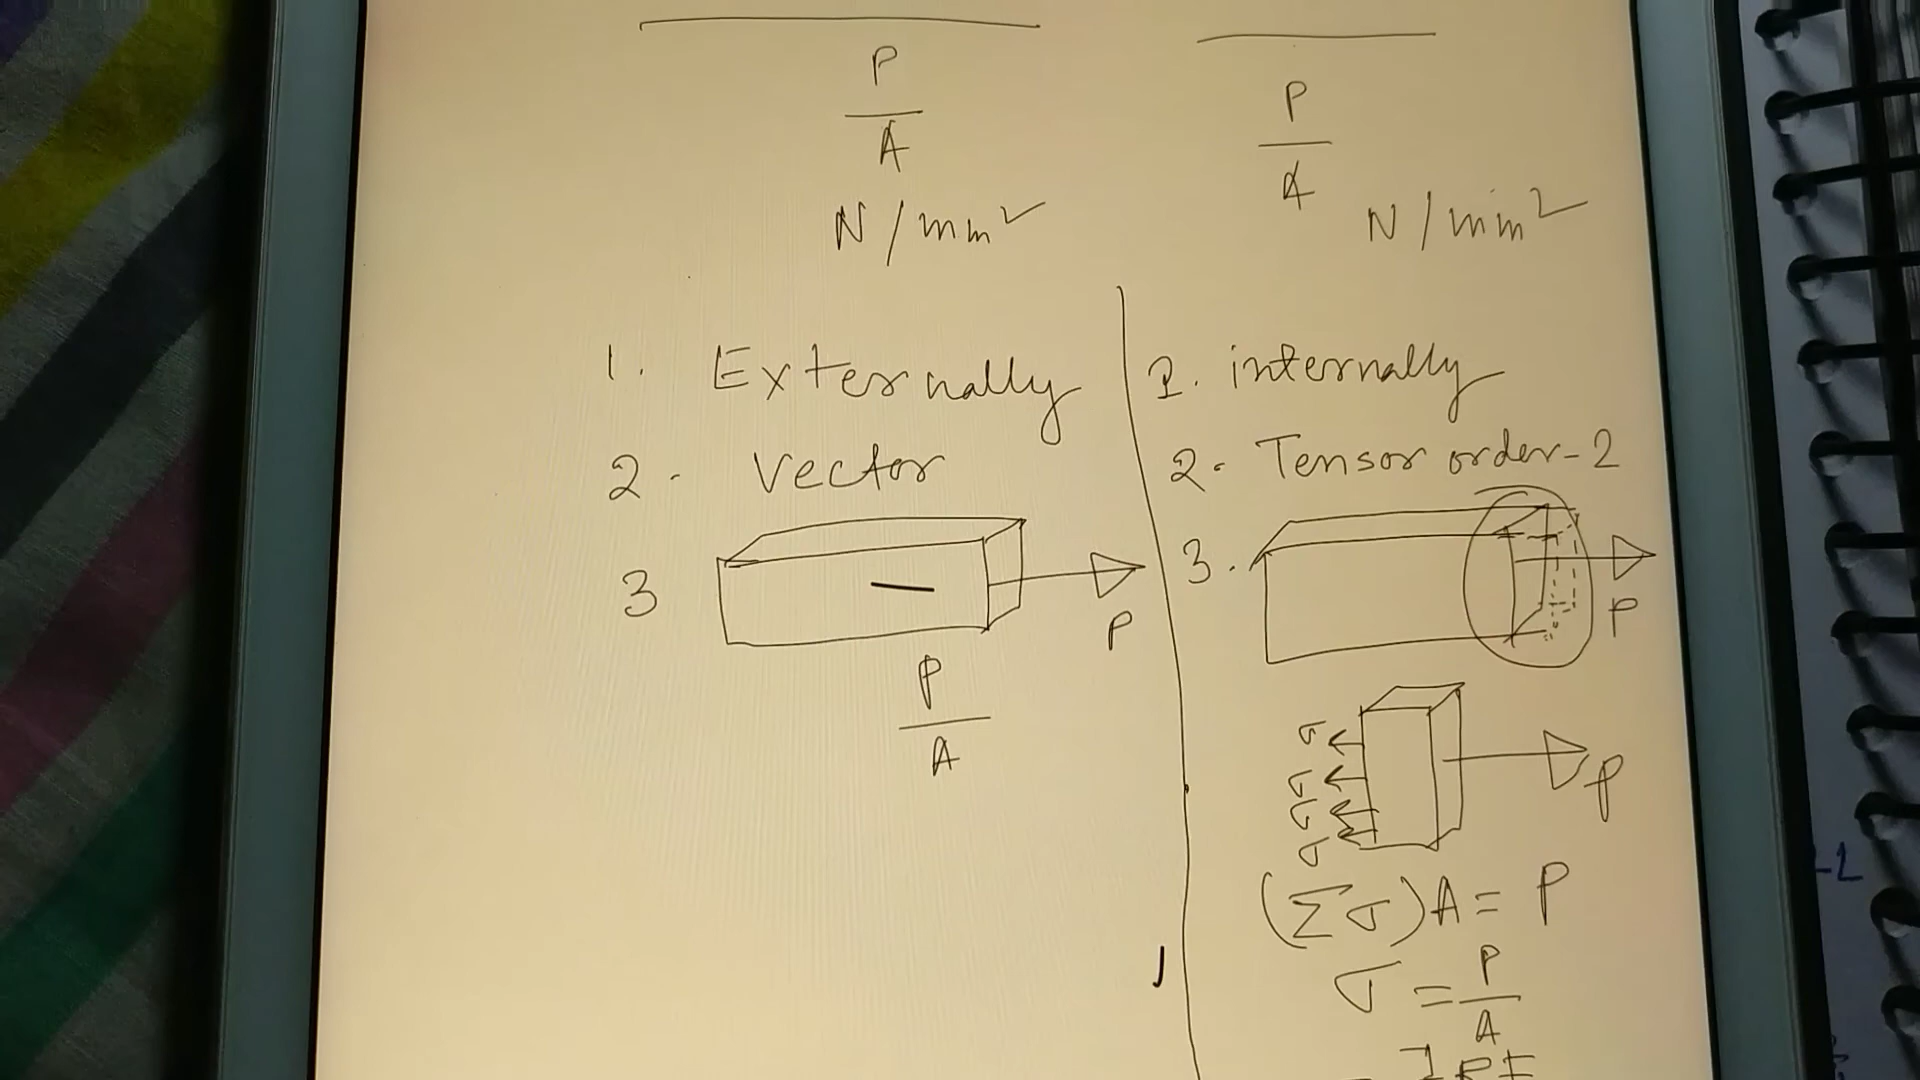 P
A
N/mm²
P
A
N/mm²
1. Externally
2. Vector
3
P
P
A
1. internally
2. Tensor order-2
3.
P
σ
σ
σ
σ
P
(Σσ)A = P
σ = P
A